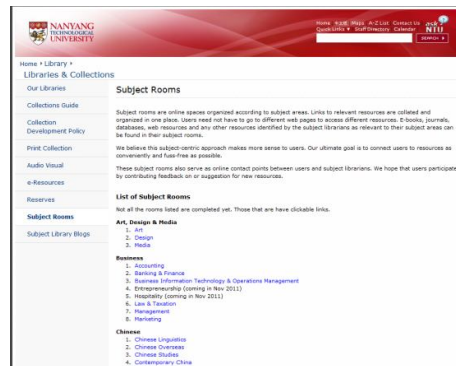 NANYANG
TECHNOLOGICAL
UNIVERSITY
Home 中文版 Maps A-Z List Contact Us
Quick Links Staff Directory Calendar
ask NTU
SEARCH
Home Library
Libraries & Collections
Our Libraries
Collections Guide
Collection
Development Policy
Print Collection
Audio Visual
e-Resources
Reserves
Subject Rooms
Subject Library Blogs
Subject Rooms
Subject rooms are online spaces organized according to subject areas. Links to relevant resources are collated and
organized in one place. Users need not have to go to different web pages to access different resources. E-books, journals,
databases, web resources and any other resources identified by the subject librarians as relevant to their subject areas can
be found in their subject rooms.
We believe this subject-centric approach makes more sense to users. Our ultimate goal is to connect users to resources as
conveniently and fuss-free as possible.
These subject rooms also serve as online contact points between users and subject librarians. We hope that users participate
by contributing feedback on or suggestion for new resources.
List of Subject Rooms
Not all the rooms listed are completed yet. Those that are have clickable links.
Art, Design & Media
1. Art
2. Design
3. Media
Business
1. Accounting
2. Banking & Finance
3. Business Information Technology & Operations Management
4. Entrepreneurship (coming in Nov 2011)
5. Hospitality (coming in Nov 2011)
6. Law & Taxation
7. Management
8. Marketing
Chinese
1. Chinese Linguistics
2. Chinese Overseas
3. Chinese Studies
4. Contemporary China